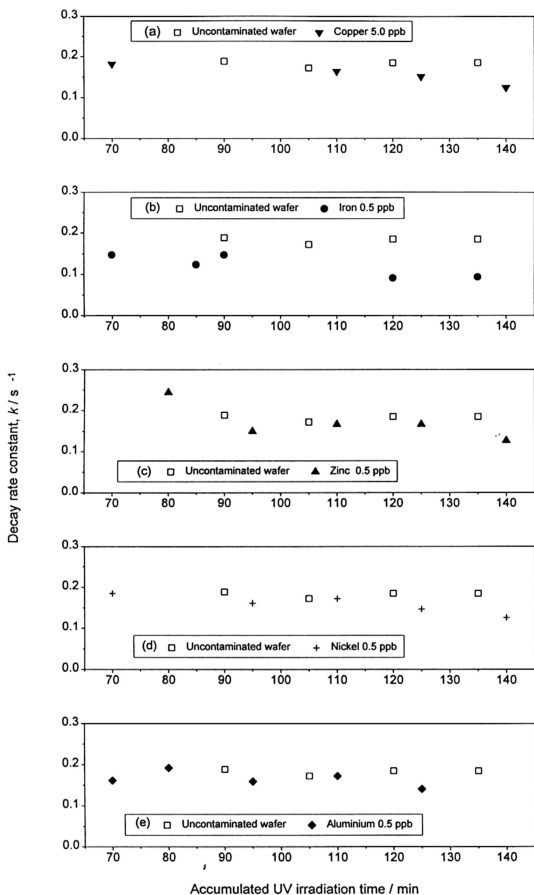 (a) □ Uncontaminated wafer ▼ Copper 5.0 ppb
0.3
0.2
0.1
0.0
70 80 90 100 110 120 130 140
(b) □ Uncontaminated wafer ● Iron 0.5 ppb
0.3
0.2
0.1
0.0
70 80 90 100 110 120 130 140
0.3
0.2
0.1
0.0
(c) □ Uncontaminated wafer ▲ Zinc 0.5 ppb
70 80 90 100 110 120 130 140
0.3
0.2
0.1
0.0
(d) □ Uncontaminated wafer + Nickel 0.5 ppb
70 80 90 100 110 120 130 140
0.3
0.2
0.1
0.0
(e) □ Uncontaminated wafer ◆ Aluminium 0.5 ppb
70 80 90 100 110 120 130 140
Decay rate constant, k / s⁻¹
Accumulated UV irradiation time / min